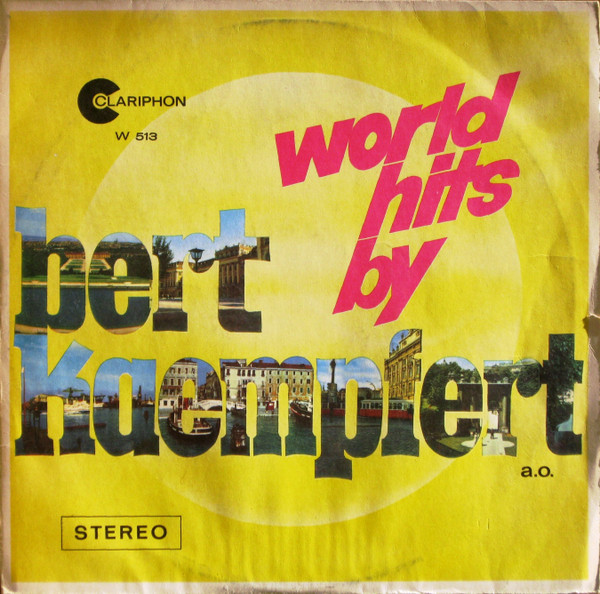 CLARIPHON
W 513
world
hits
by
bert
Kaempfert
a.o.
STEREO